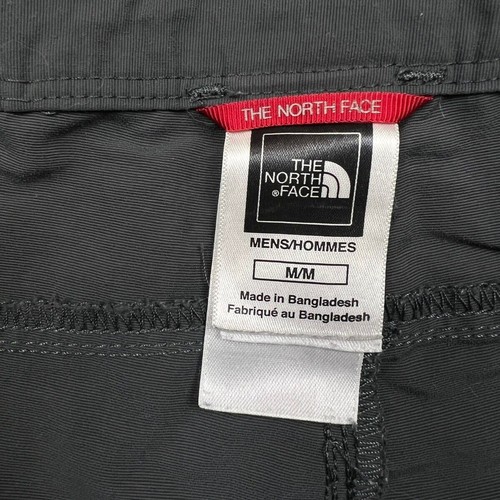 THE NORTH FACE
THE
NORTH
®FACE
MENS/HOMMES
M/M
Made in Bangladesh
Fabriqué au Bangladesh